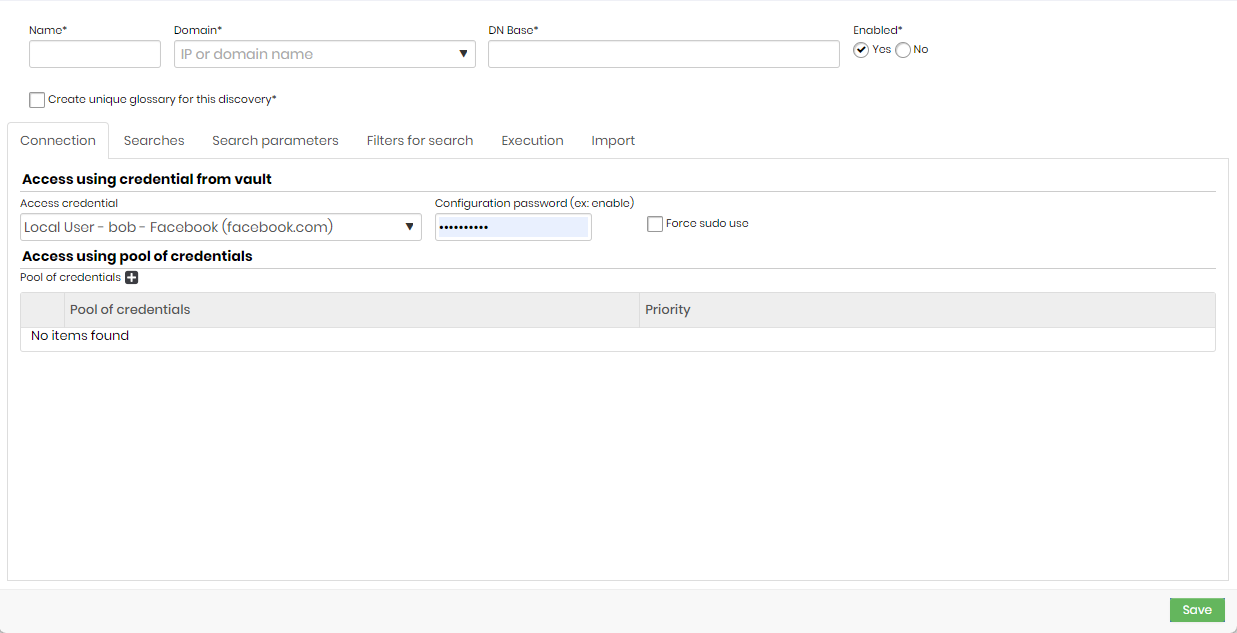 Name* Domain* DN Base* Enabled*
IP or domain name Yes No
Create unique glossary for this discovery*
Connection Searches Search parameters Filters for search Execution Import
Access using credential from vault
Access credential Configuration password (ex: enable)
Local User - bob - Facebook (facebook.com) •••••••••• Force sudo use
Access using pool of credentials
Pool of credentials
Pool of credentials Priority
No items found
Save